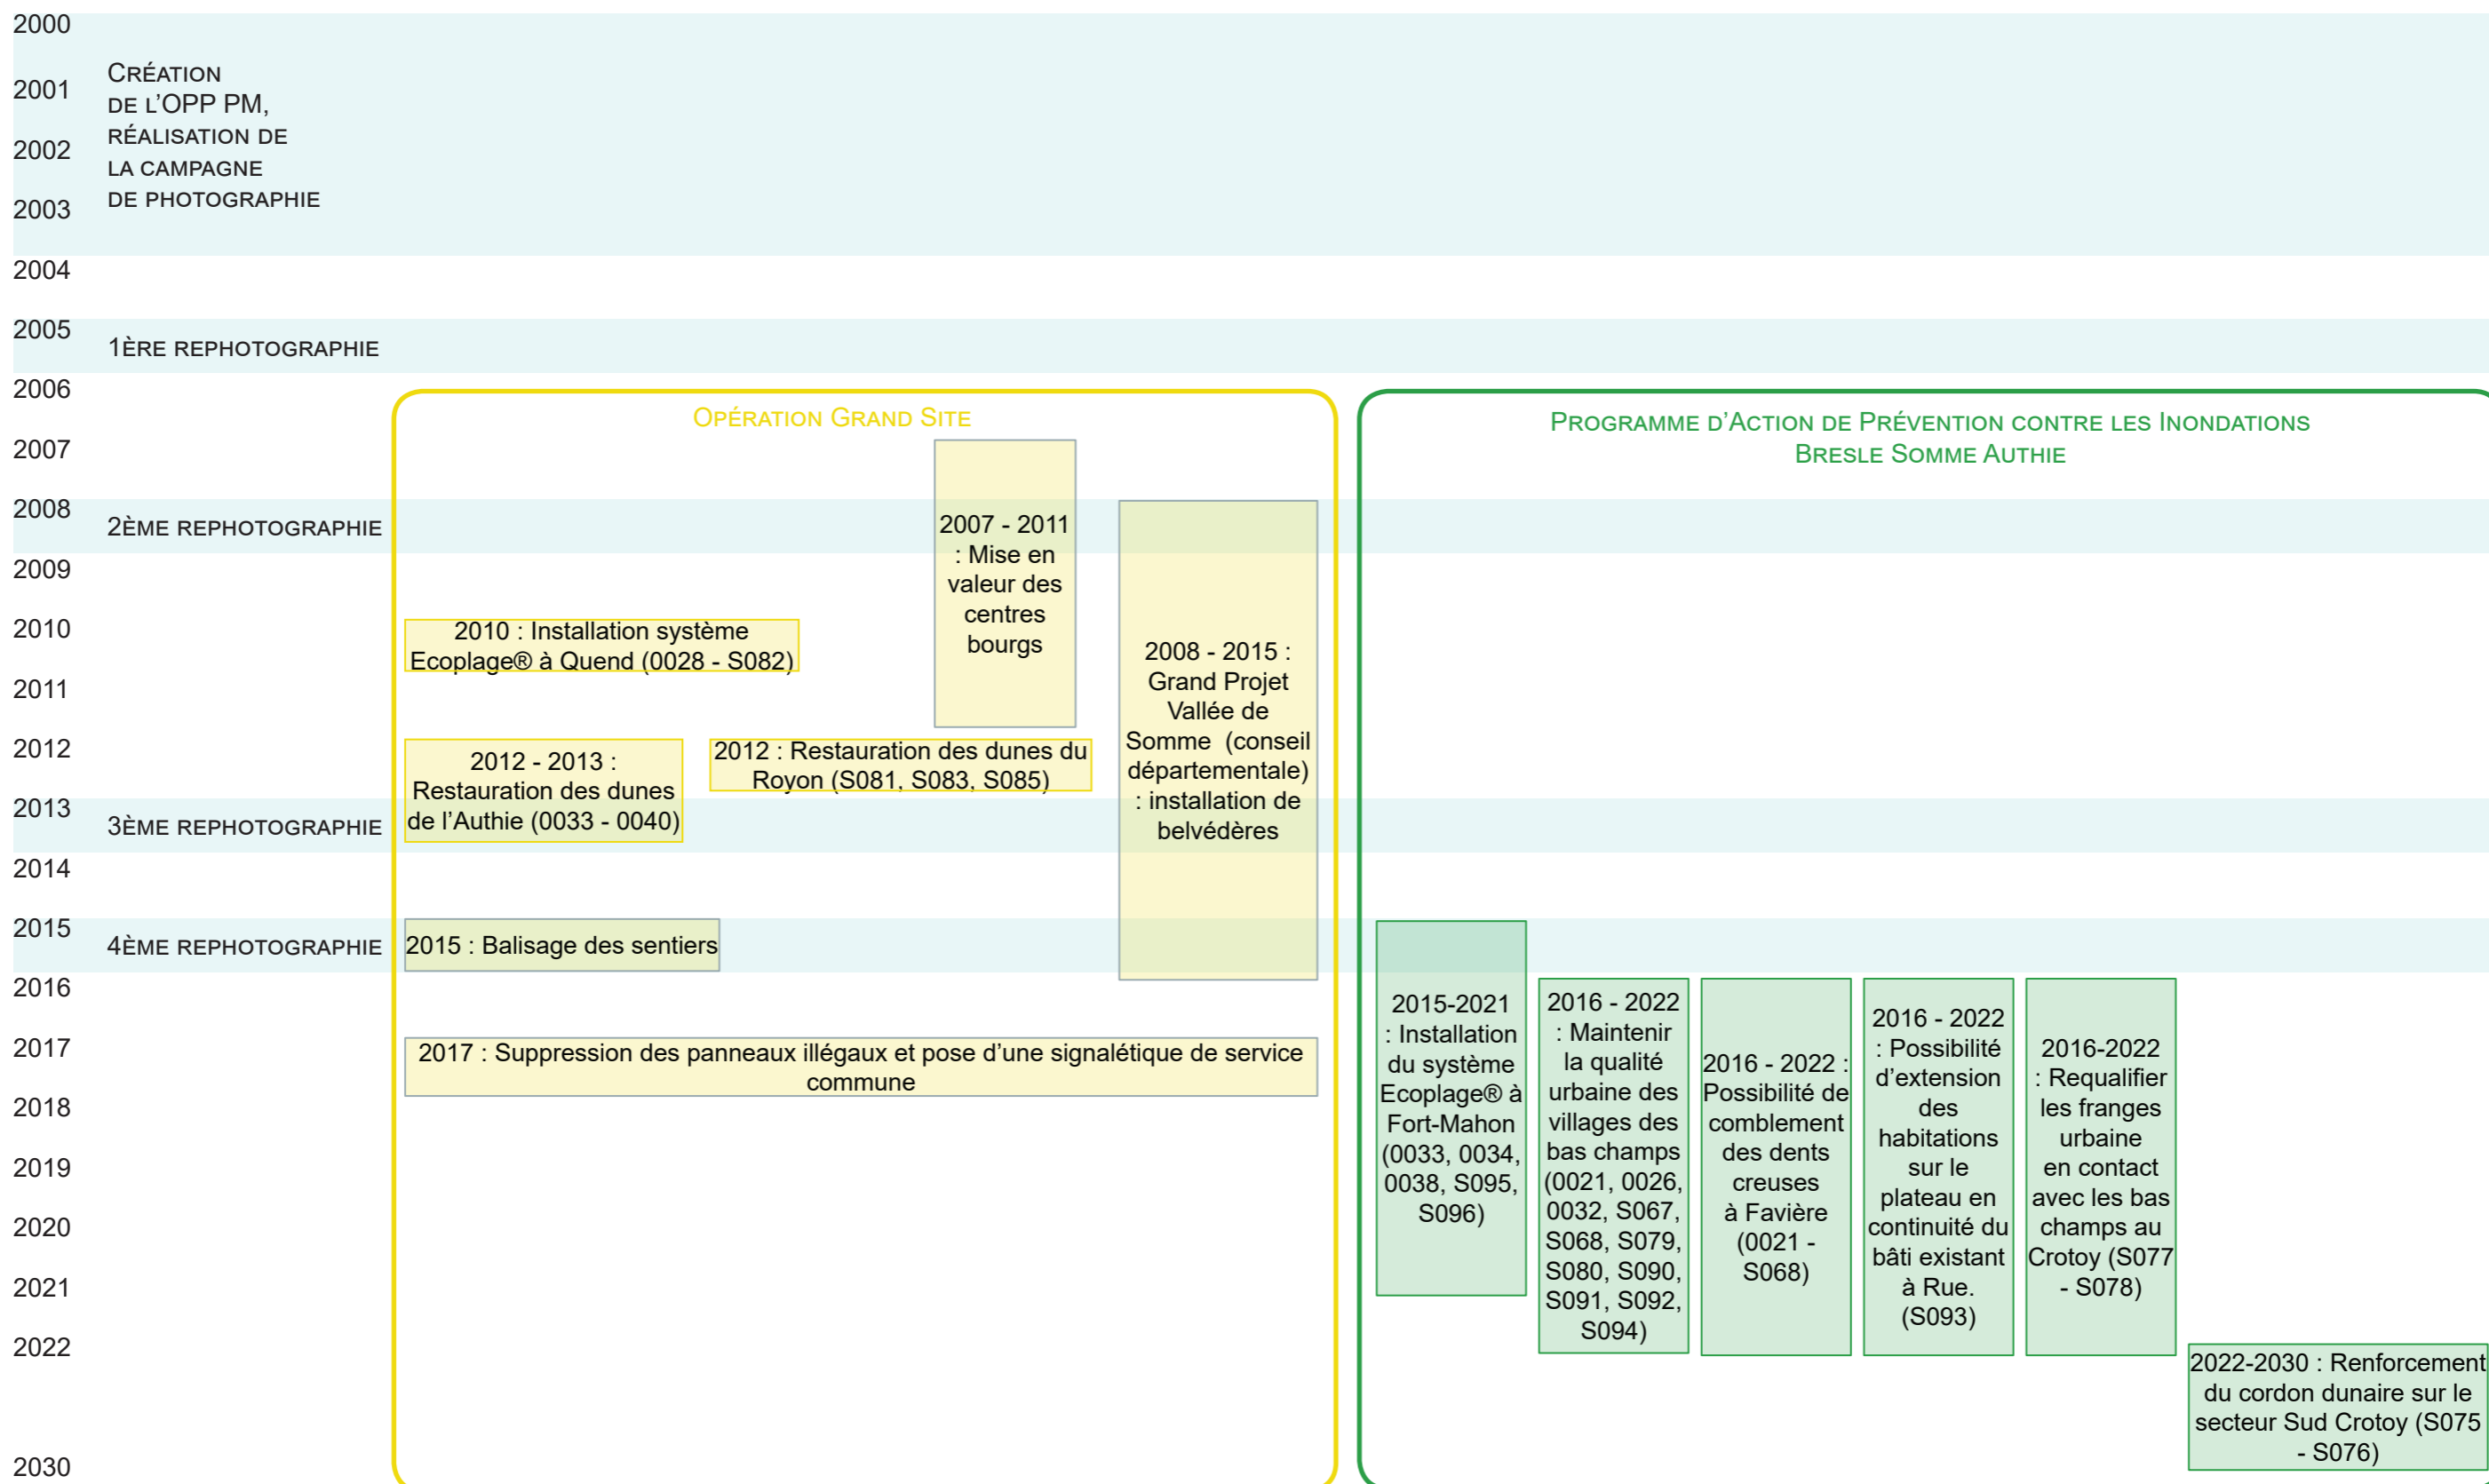 2000
2001
2002
2003
2004
2005
2006
2007
2008
2009
2010
2011
2012
2013
2014
2015
2016
2017
2018
2019
2020
2021
2022
2030
CRÉATION
DE L'OPP PM,
RÉALISATION DE
LA CAMPAGNE
DE PHOTOGRAPHIE
1ÈRE REPHOTOGRAPHIE
2ÈME REPHOTOGRAPHIE
3ÈME REPHOTOGRAPHIE
4ÈME REPHOTOGRAPHIE
OPÉRATION GRAND SITE
2007 - 2011
: Mise en
valeur des
centres
bourgs
2008 - 2015 :
Grand Projet
Vallée de
Somme (conseil
départementale)
: installation de
belvédères
2010 : Installation système
Ecoplage® à Quend (0028 - S082)
2012 - 2013 :
Restauration des dunes
de l'Authie (0033 - 0040)
2012 : Restauration des dunes du
Royon (S081, S083, S085)
2015 : Balisage des sentiers
2017 : Suppression des panneaux illégaux et pose d'une signalétique de service
commune
PROGRAMME D'ACTION DE PRÉVENTION CONTRE LES INONDATIONS
BRESLE SOMME AUTHIE
2015-2021
: Installation
du système
Ecoplage® à
Fort-Mahon
(0033, 0034,
0038, S095,
S096)
2016 - 2022
: Maintenir
la qualité
urbaine des
villages des
bas champs
(0021, 0026,
0032, S067,
S068, S079,
S080, S090,
S091, S092,
S094)
2016 - 2022 :
Possibilité de
comblement
des dents
creuses
à Favière
(0021 -
S068)
2016 - 2022
: Possibilité
d'extension
des
habitations
sur le
plateau en
continuité du
bâti existant
à Rue.
(S093)
2016-2022
: Requalifier
les franges
urbaine
en contact
avec les bas
champs au
Crotoy (S077
- S078)
2022-2030 : Renforcement
du cordon dunaire sur le
secteur Sud Crotoy (S075
- S076)